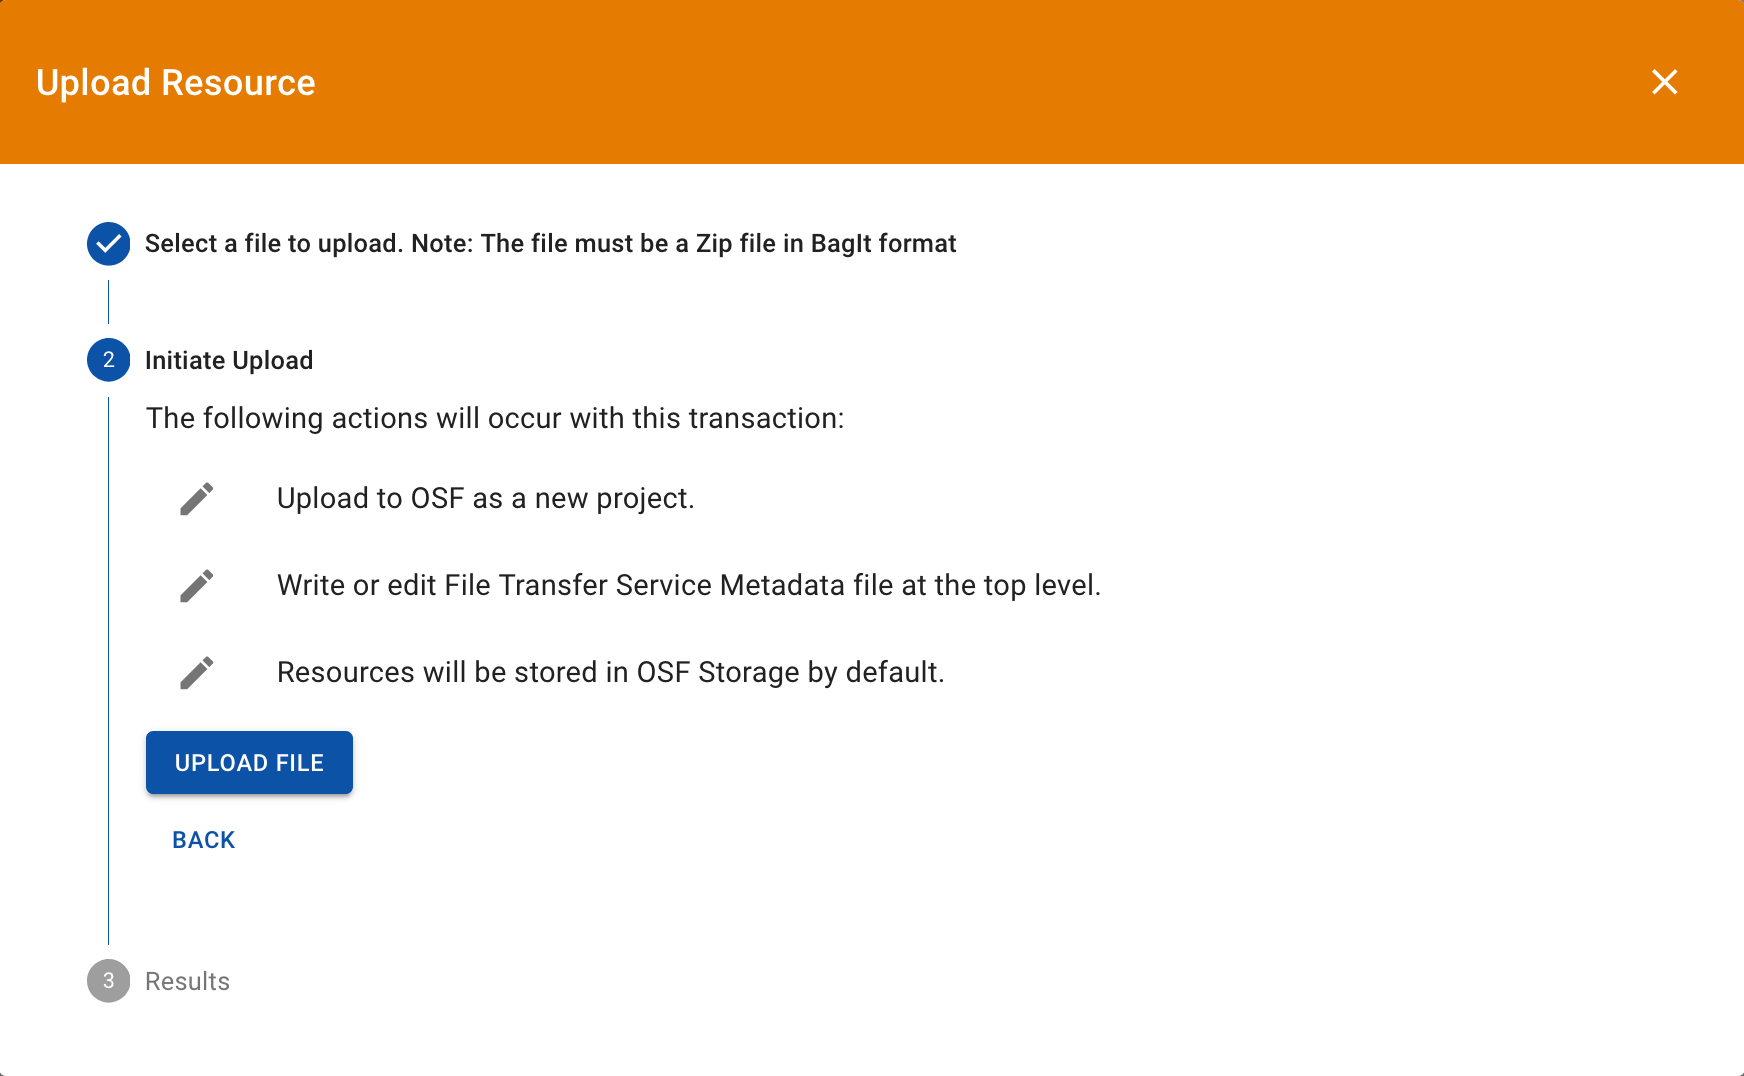 Upload Resource
Select a file to upload. Note: The file must be a Zip file in BagIt format
2
Initiate Upload
The following actions will occur with this transaction:
Upload to OSF as a new project.
Write or edit File Transfer Service Metadata file at the top level.
Resources will be stored in OSF Storage by default.
UPLOAD FILE
BACK
3
Results